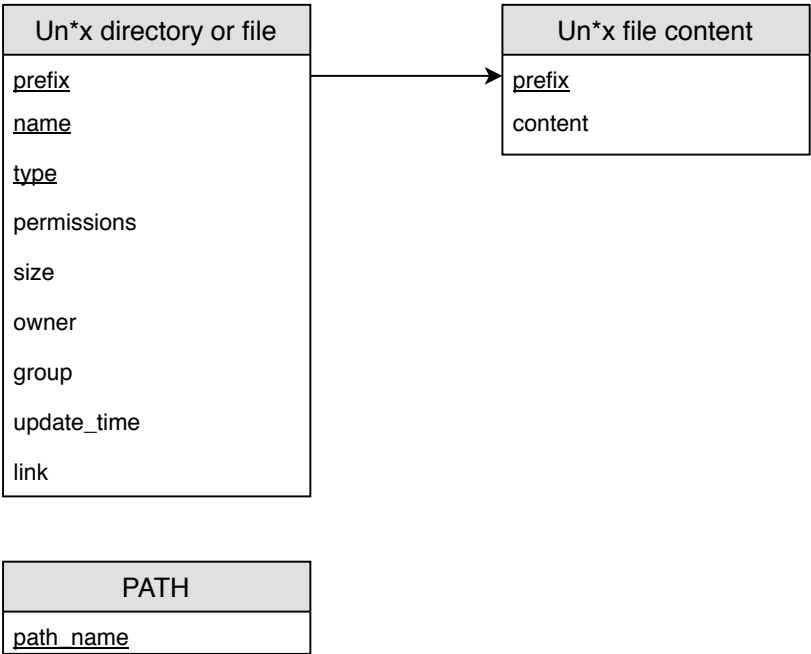 Un*x directory or file
prefix
name
type
permissions
size
owner
group
update_time
link
Un*x file content
prefix
content
PATH
path_name